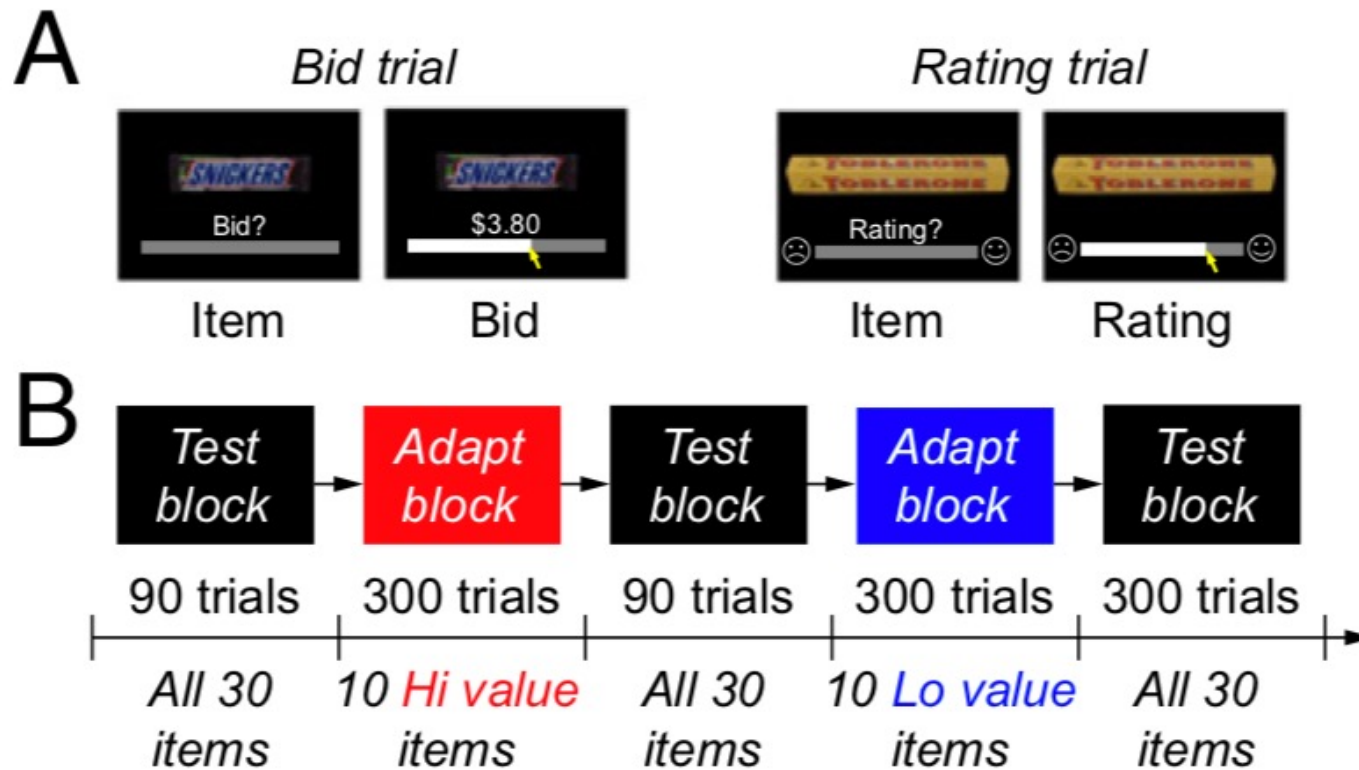 A
Bid trial
Rating trial
SNICKERS
SNICKERS
TOBLERONE
TOBLERONE
TOBLERONE
TOBLERONE
Bid?
$3.80
Rating?
Item
Bid
Item
Rating
B
Test
block
Adapt
block
Test
block
Adapt
block
Test
block
90 trials
300 trials
90 trials
300 trials
300 trials
All 30
items
10 Hi value
items
All 30
items
10 Lo value
items
All 30
items